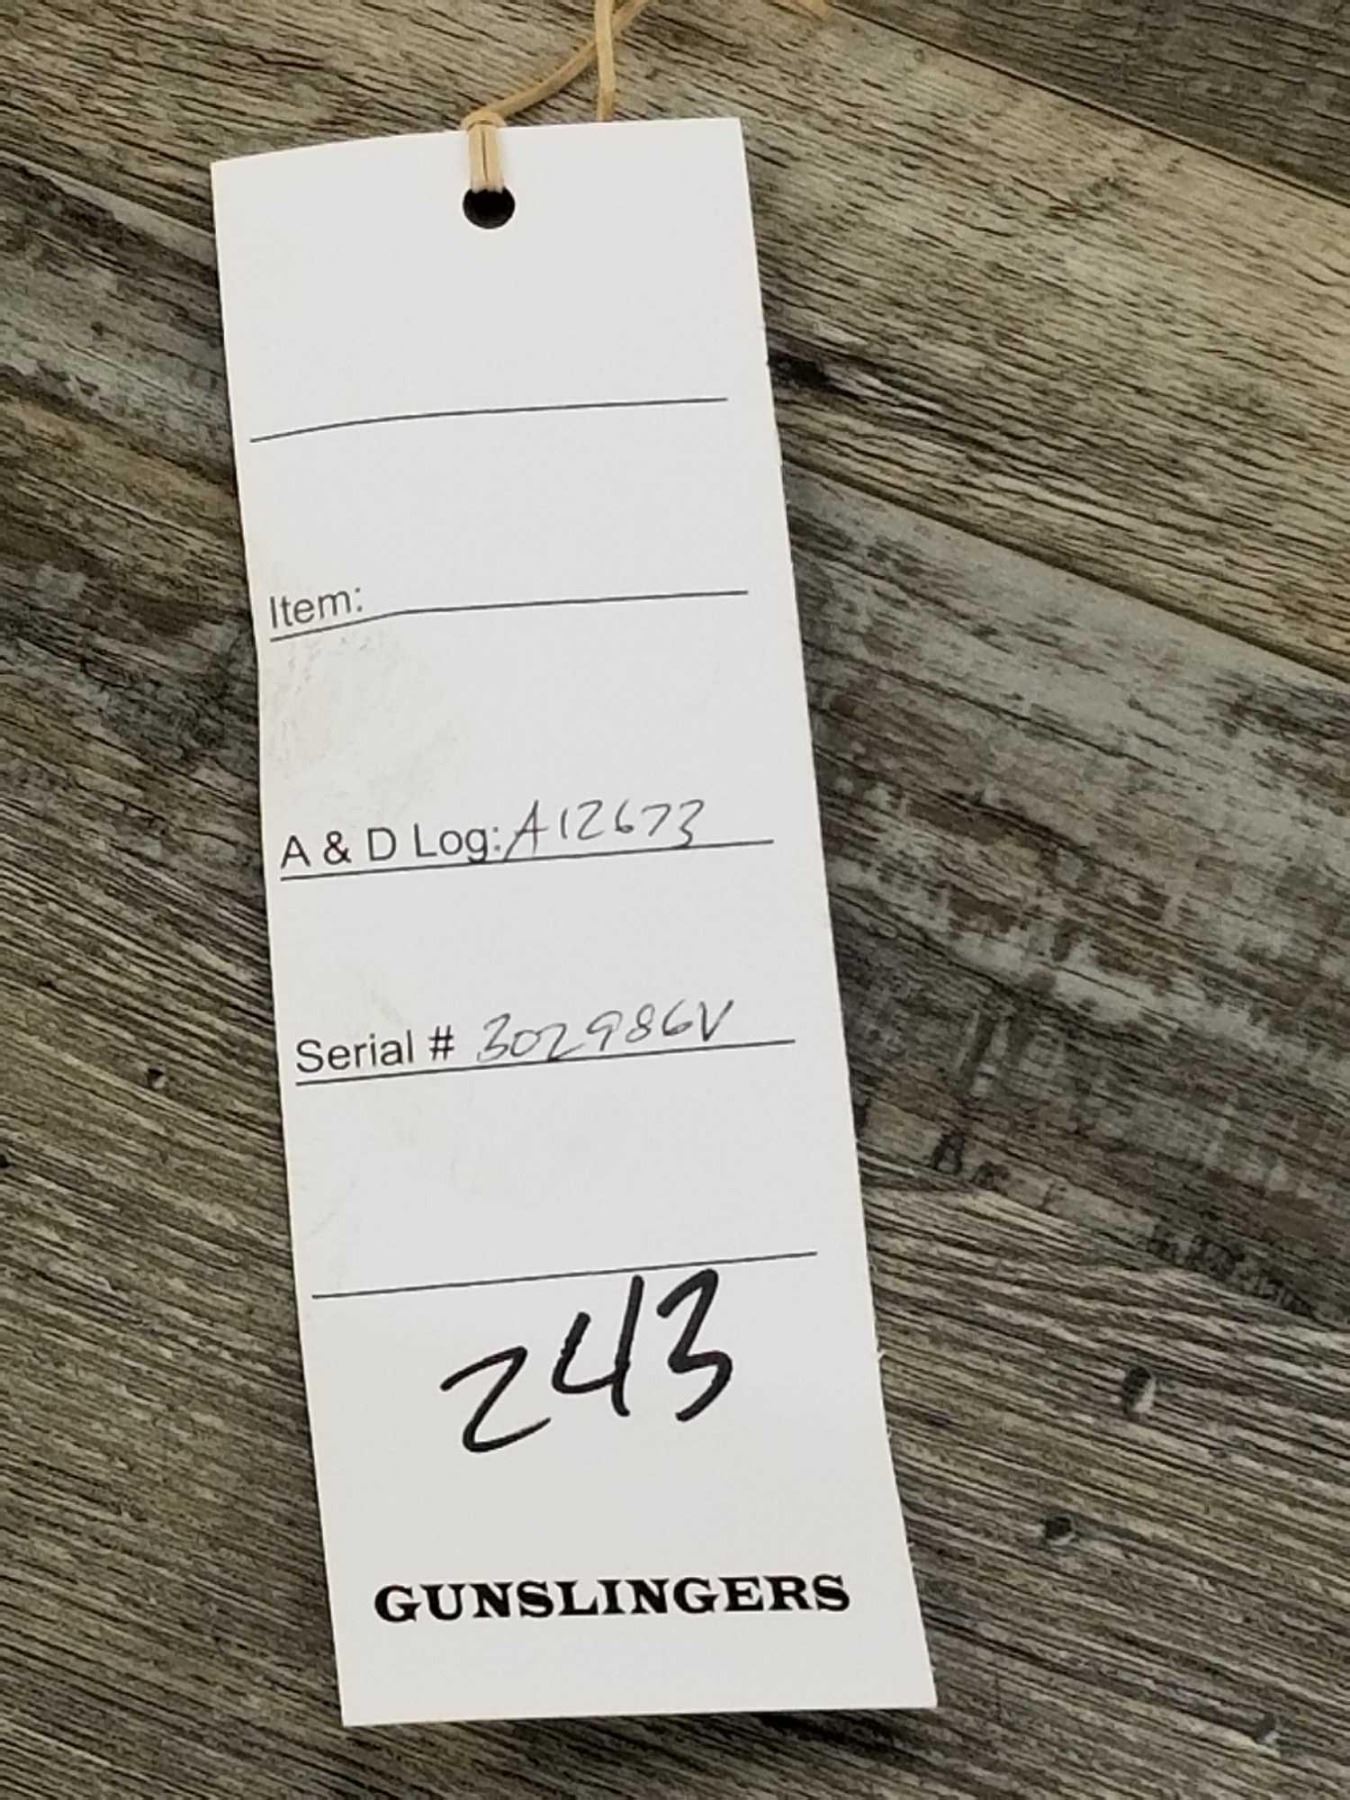 Item:
A & D Log: A12673
Serial # 302986V
243
GUNSLINGERS